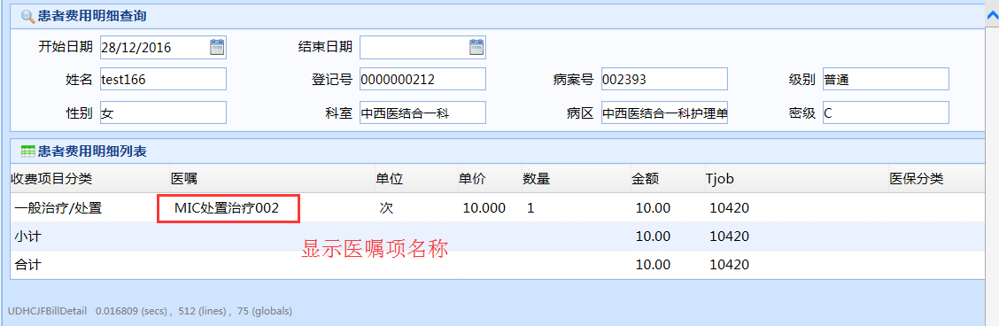 患者费用明细查询
开始日期 28/12/2016 结束日期
姓名 test166 登记号 0000000212 病案号 002393 级别 普通
性别 女 科室 中西医结合一科 病区 中西医结合一科护理单 密级 C
患者费用明细列表
收费项目分类 医嘱 单位 单价 数量 金额 Tjob 医保分类
一般治疗/处置 MIC处置治疗002 次 10.000 1 10.00 10420
小计 10.00 10420
显示医嘱项名称
合计 10.00 10420
UDHCJFBillDetail 0.016809 (secs) , 512 (lines) , 75 (globals)